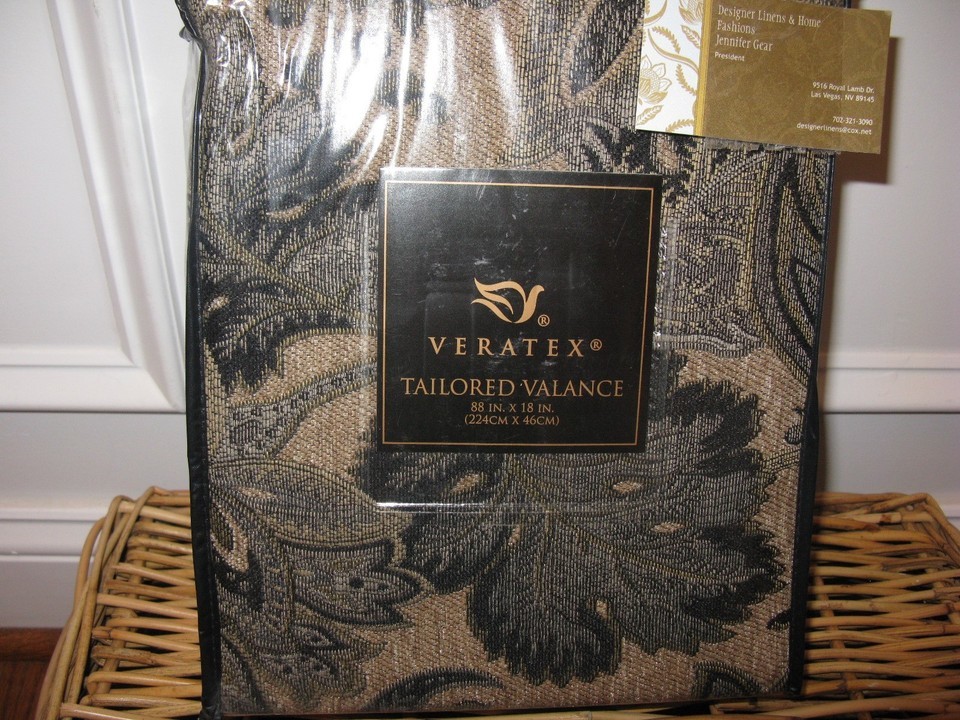 Designer Linens & Home
Fashions
Jennifer Gear
President
9516 Royal Lamb Dr.
Las Vegas, NV 89145
702-321-3090
designerlinens@cox.net
®
VERATEX®
TAILORED VALANCE
88 IN. X 18 IN.
(224CM X 46CM)